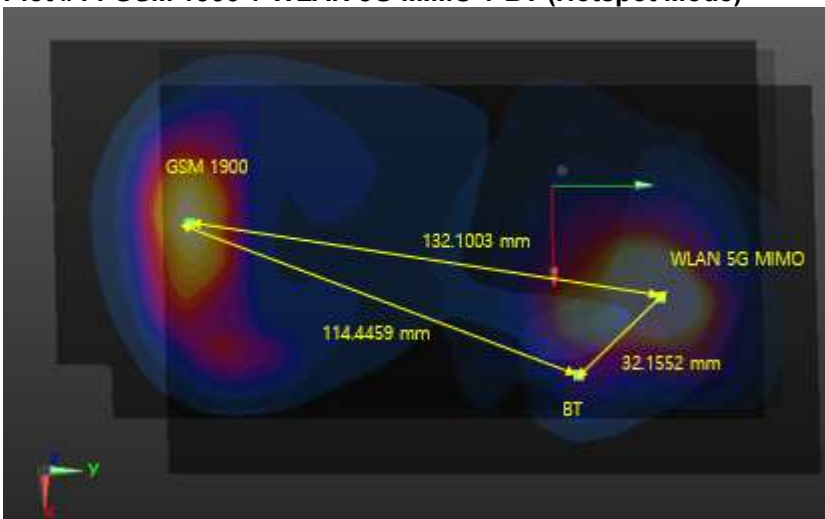 GSM 1900
132.1003 mm
WLAN 5G MIMO
114.4459 mm
32.1552 mm
BT
Y
X